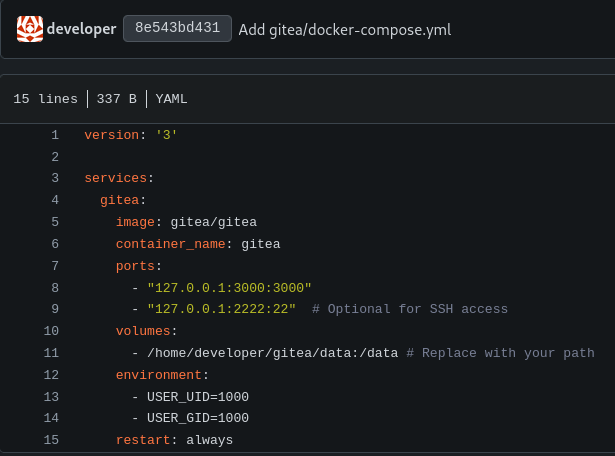 developer 8e543bd431 Add gitea/docker-compose.yml
15 lines | 337 B | YAML
1 version: '3'
2
3 services:
4   gitea:
5     image: gitea/gitea
6     container_name: gitea
7     ports:
8       - "127.0.0.1:3000:3000"
9       - "127.0.0.1:2222:22"  # Optional for SSH access
10     volumes:
11       - /home/developer/gitea/data:/data # Replace with your path
12     environment:
13       - USER_UID=1000
14       - USER_GID=1000
15     restart: always